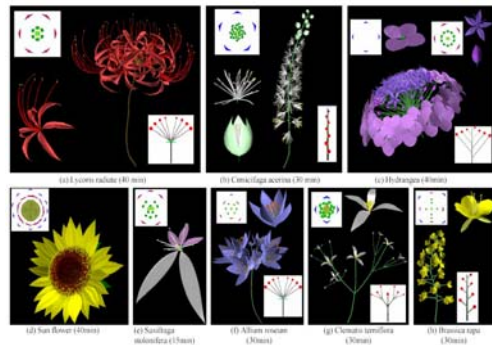 (a) Lycoris radiate (40 min)
(b) Cimicifuga acerina (30 min)
(c) Hydrangea (40min)
(d) Sun flower (40min)
(e) Saxifraga
stolonifera (15min)
(f) Allium roseum
(30min)
(g) Clematis terniflora
(30min)
(h) Brassica rapa
(30min)